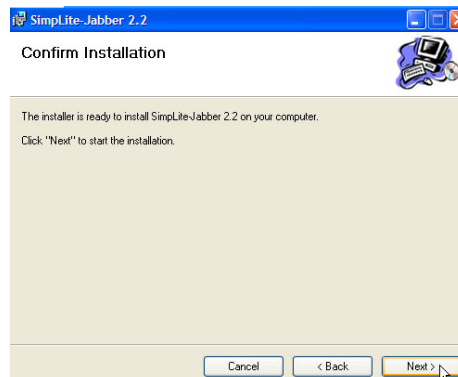 SimpLite-Jabber 2.2
Confirm Installation
The installer is ready to install SimpLite-Jabber 2.2 on your computer.
Click "Next" to start the installation.
Cancel
< Back
Next >